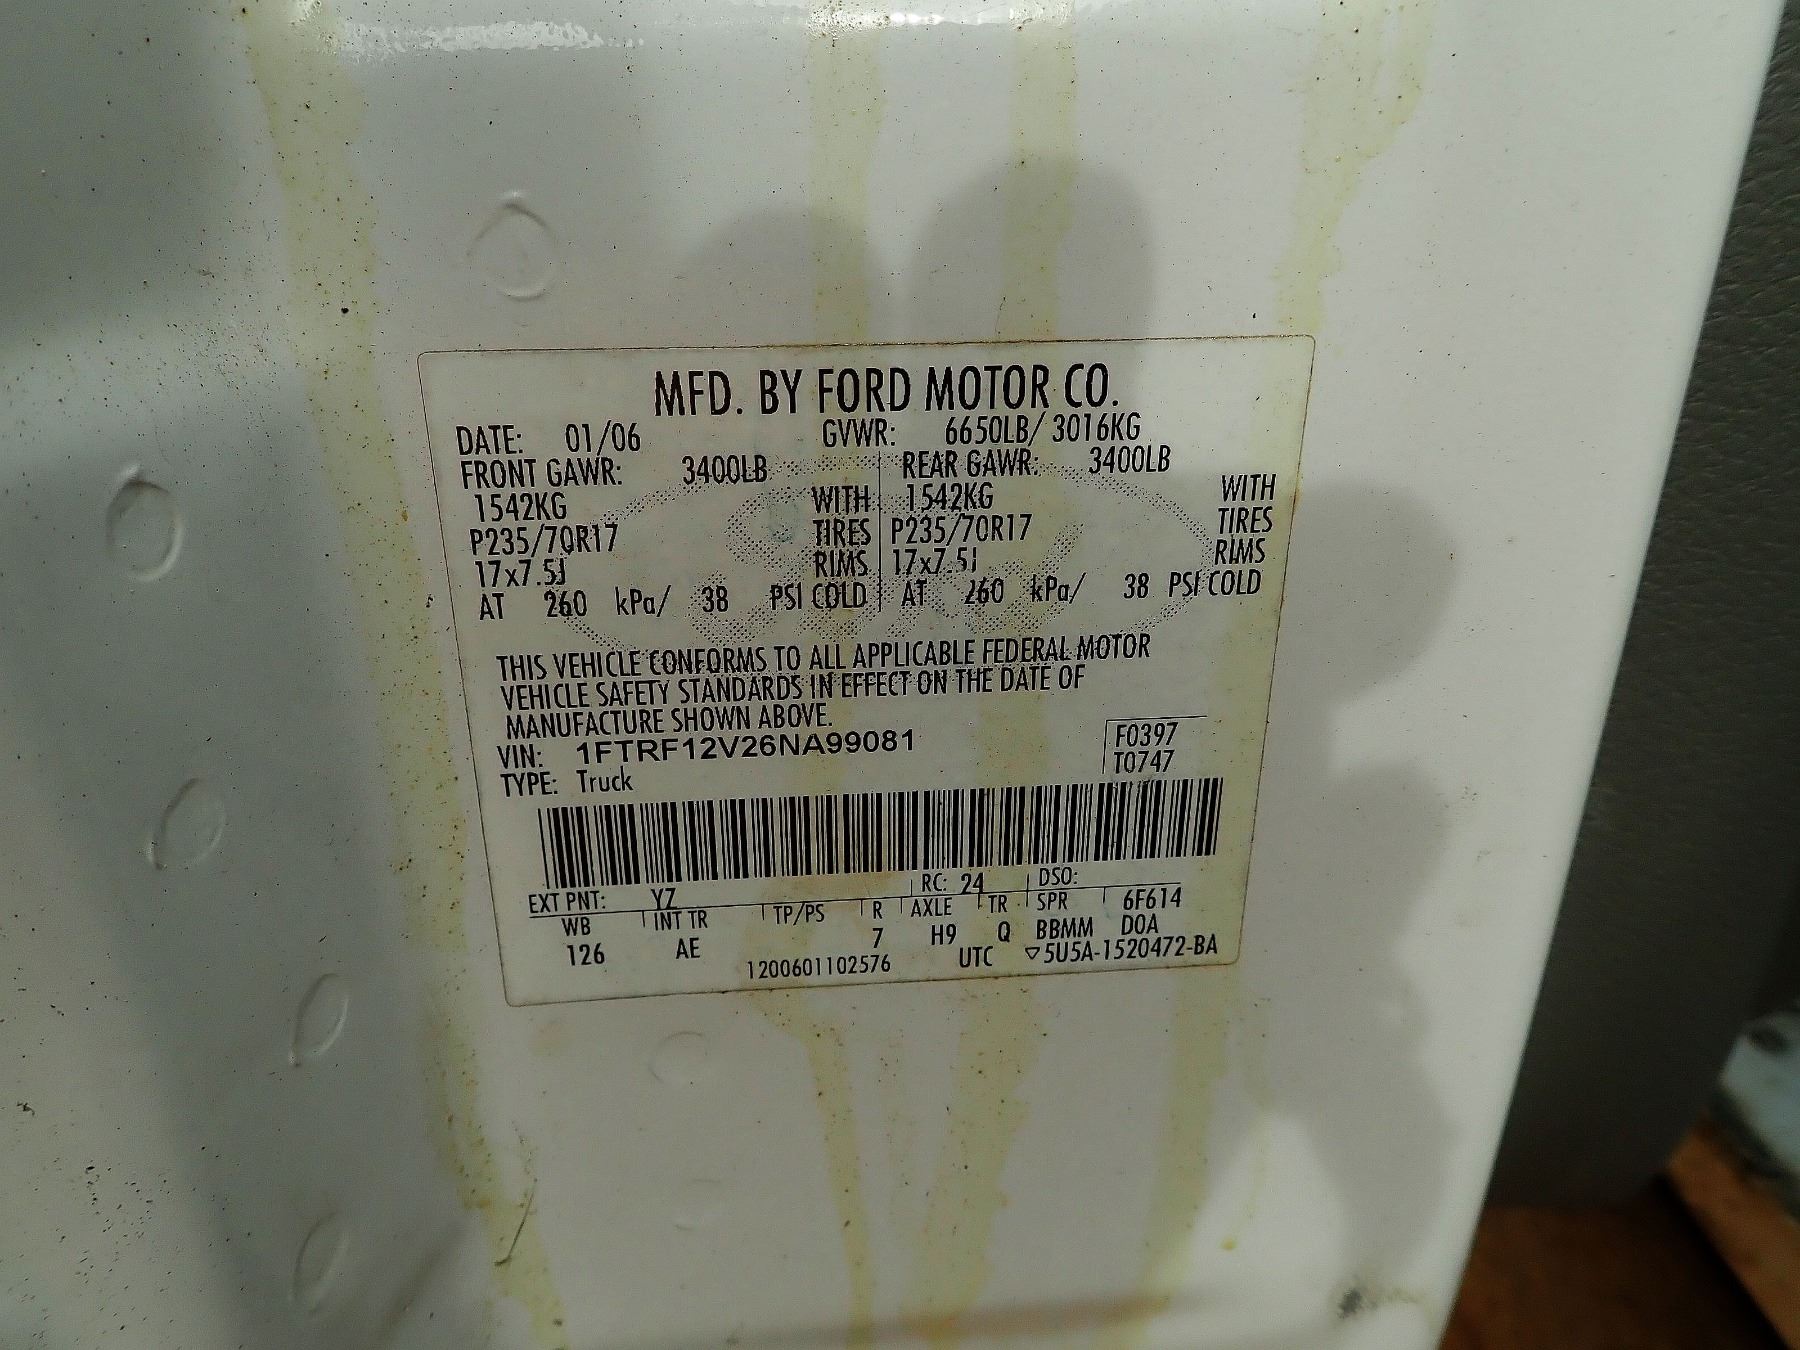 MFD. BY FORD MOTOR CO.
DATE: 01/06 GVWR: 6650LB/ 3016KG
FRONT GAWR: 3400LB REAR GAWR: 3400LB
1542KG WITH 1542KG WITH
P235/70R17 TIRES P235/70R17 TIRES
17x7.5J RIMS 17x7.5J RIMS
AT 260 kPa/ 38 PSI COLD AT 260 kPa/ 38 PSI COLD
THIS VEHICLE CONFORMS TO ALL APPLICABLE FEDERAL MOTOR
VEHICLE SAFETY STANDARDS IN EFFECT ON THE DATE OF
MANUFACTURE SHOWN ABOVE.
VIN: 1FTRF12V26NA99081 F0397
TYPE: Truck T0747
EXT PNT: YZ RC: 24 DSO:
WB INT TR TP/PS R AXLE TR SPR 6F614
126 AE 7 H9 Q BBMM DOA
1200601102576 UTC ▽5U5A-1520472-BA